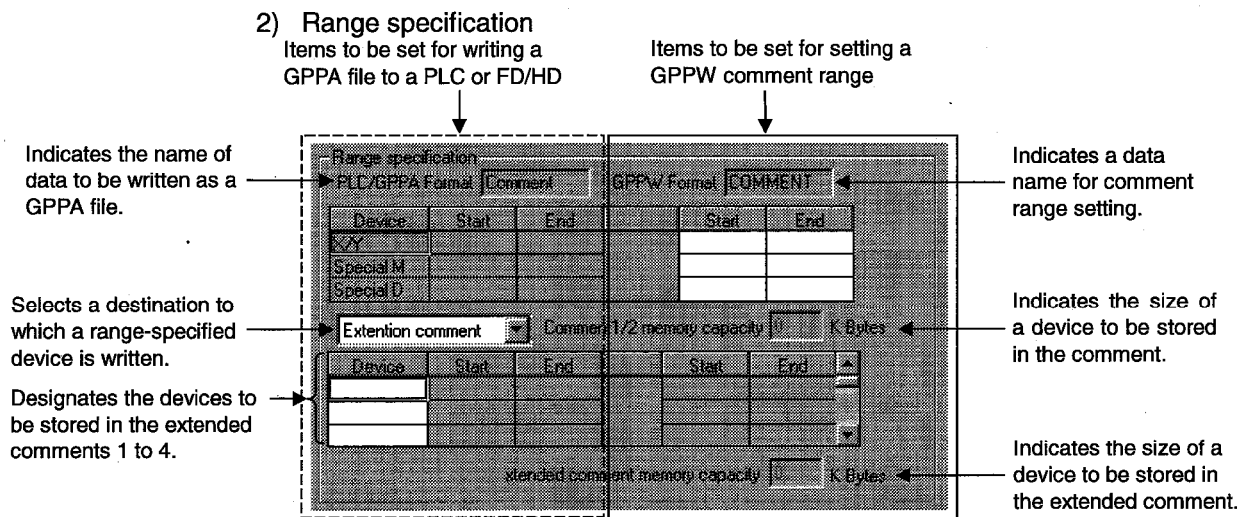 2) Range specification
Items to be set for writing a
GPPA file to a PLC or FD/HD
Items to be set for setting a
GPPW comment range
Indicates the name of
data to be written as a
GPPA file.
Selects a destination to
which a range-specified
device is written.
Designates the devices to
be stored in the extended
comments 1 to 4.
Range specification
PLC/GPPA Format Comment GPPW Format COMMENT
Device Start End Start End
X/Y
Special M
Special D
Extention comment Comment 1/2 memory capacity 0 K Bytes
Device Start End Start End
xtended comment memory capacity 0 K Bytes
Indicates a data
name for comment
range setting.
Indicates the size of
a device to be stored
in the comment.
Indicates the size of a
device to be stored in
the extended comment.